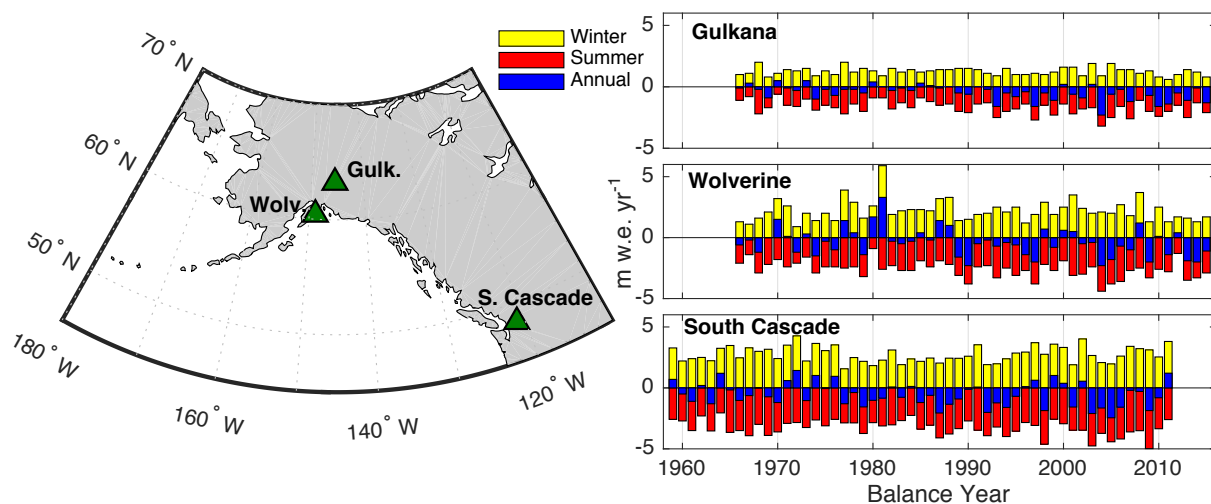 70° N
60° N
50° N
180° W
160° W
140° W
120° W
Gulk.
Wolv.
S. Cascade
Winter
Summer
Annual
Gulkana
5
0
-5
Wolverine
5
0
-5
m w.e. yr-1
South Cascade
5
0
-5
1960 1970 1980 1990 2000 2010
Balance Year